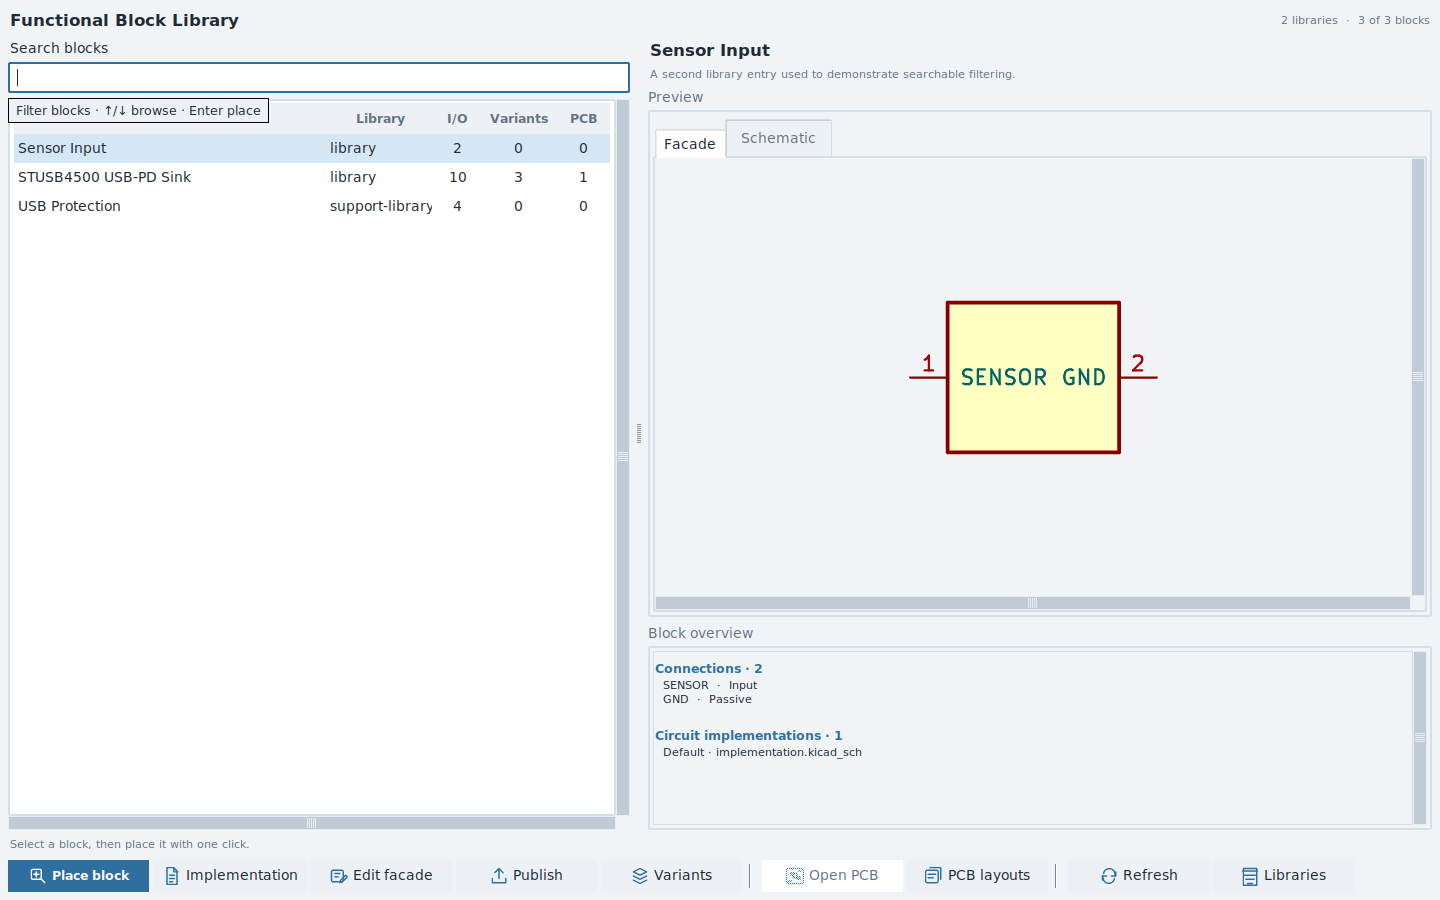 Functional Block Library
2 libraries · 3 of 3 blocks
Search blocks
Filter blocks · ↑/↓ browse · Enter place
Library I/O Variants PCB
Sensor Input library 2 0 0
STUSB4500 USB-PD Sink library 10 3 1
USB Protection support-library 4 0 0
Sensor Input
A second library entry used to demonstrate searchable filtering.
Preview
Facade Schematic
1 SENSOR GND 2
Block overview
Connections · 2
SENSOR · Input
GND · Passive
Circuit implementations · 1
Default · implementation.kicad_sch
Select a block, then place it with one click.
Place block Implementation Edit facade Publish Variants Open PCB PCB layouts Refresh Libraries